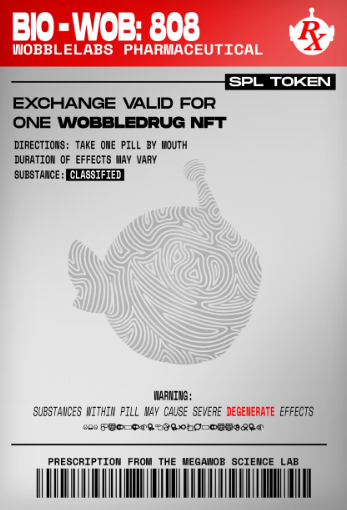 BIO-WOB: 808
WOBBLELABS PHARMACEUTICAL
RX
SPL TOKEN
EXCHANGE VALID FOR
ONE WOBBLEDRUG NFT
DIRECTIONS: TAKE ONE PILL BY MOUTH
DURATION OF EFFECTS MAY VARY
SUBSTANCE: CLASSIFIED
WARNING:
SUBSTANCES WITHIN PILL MAY CAUSE SEVERE DEGENERATE EFFECTS
PRESCRIPTION FROM THE MEGAWOB SCIENCE LAB